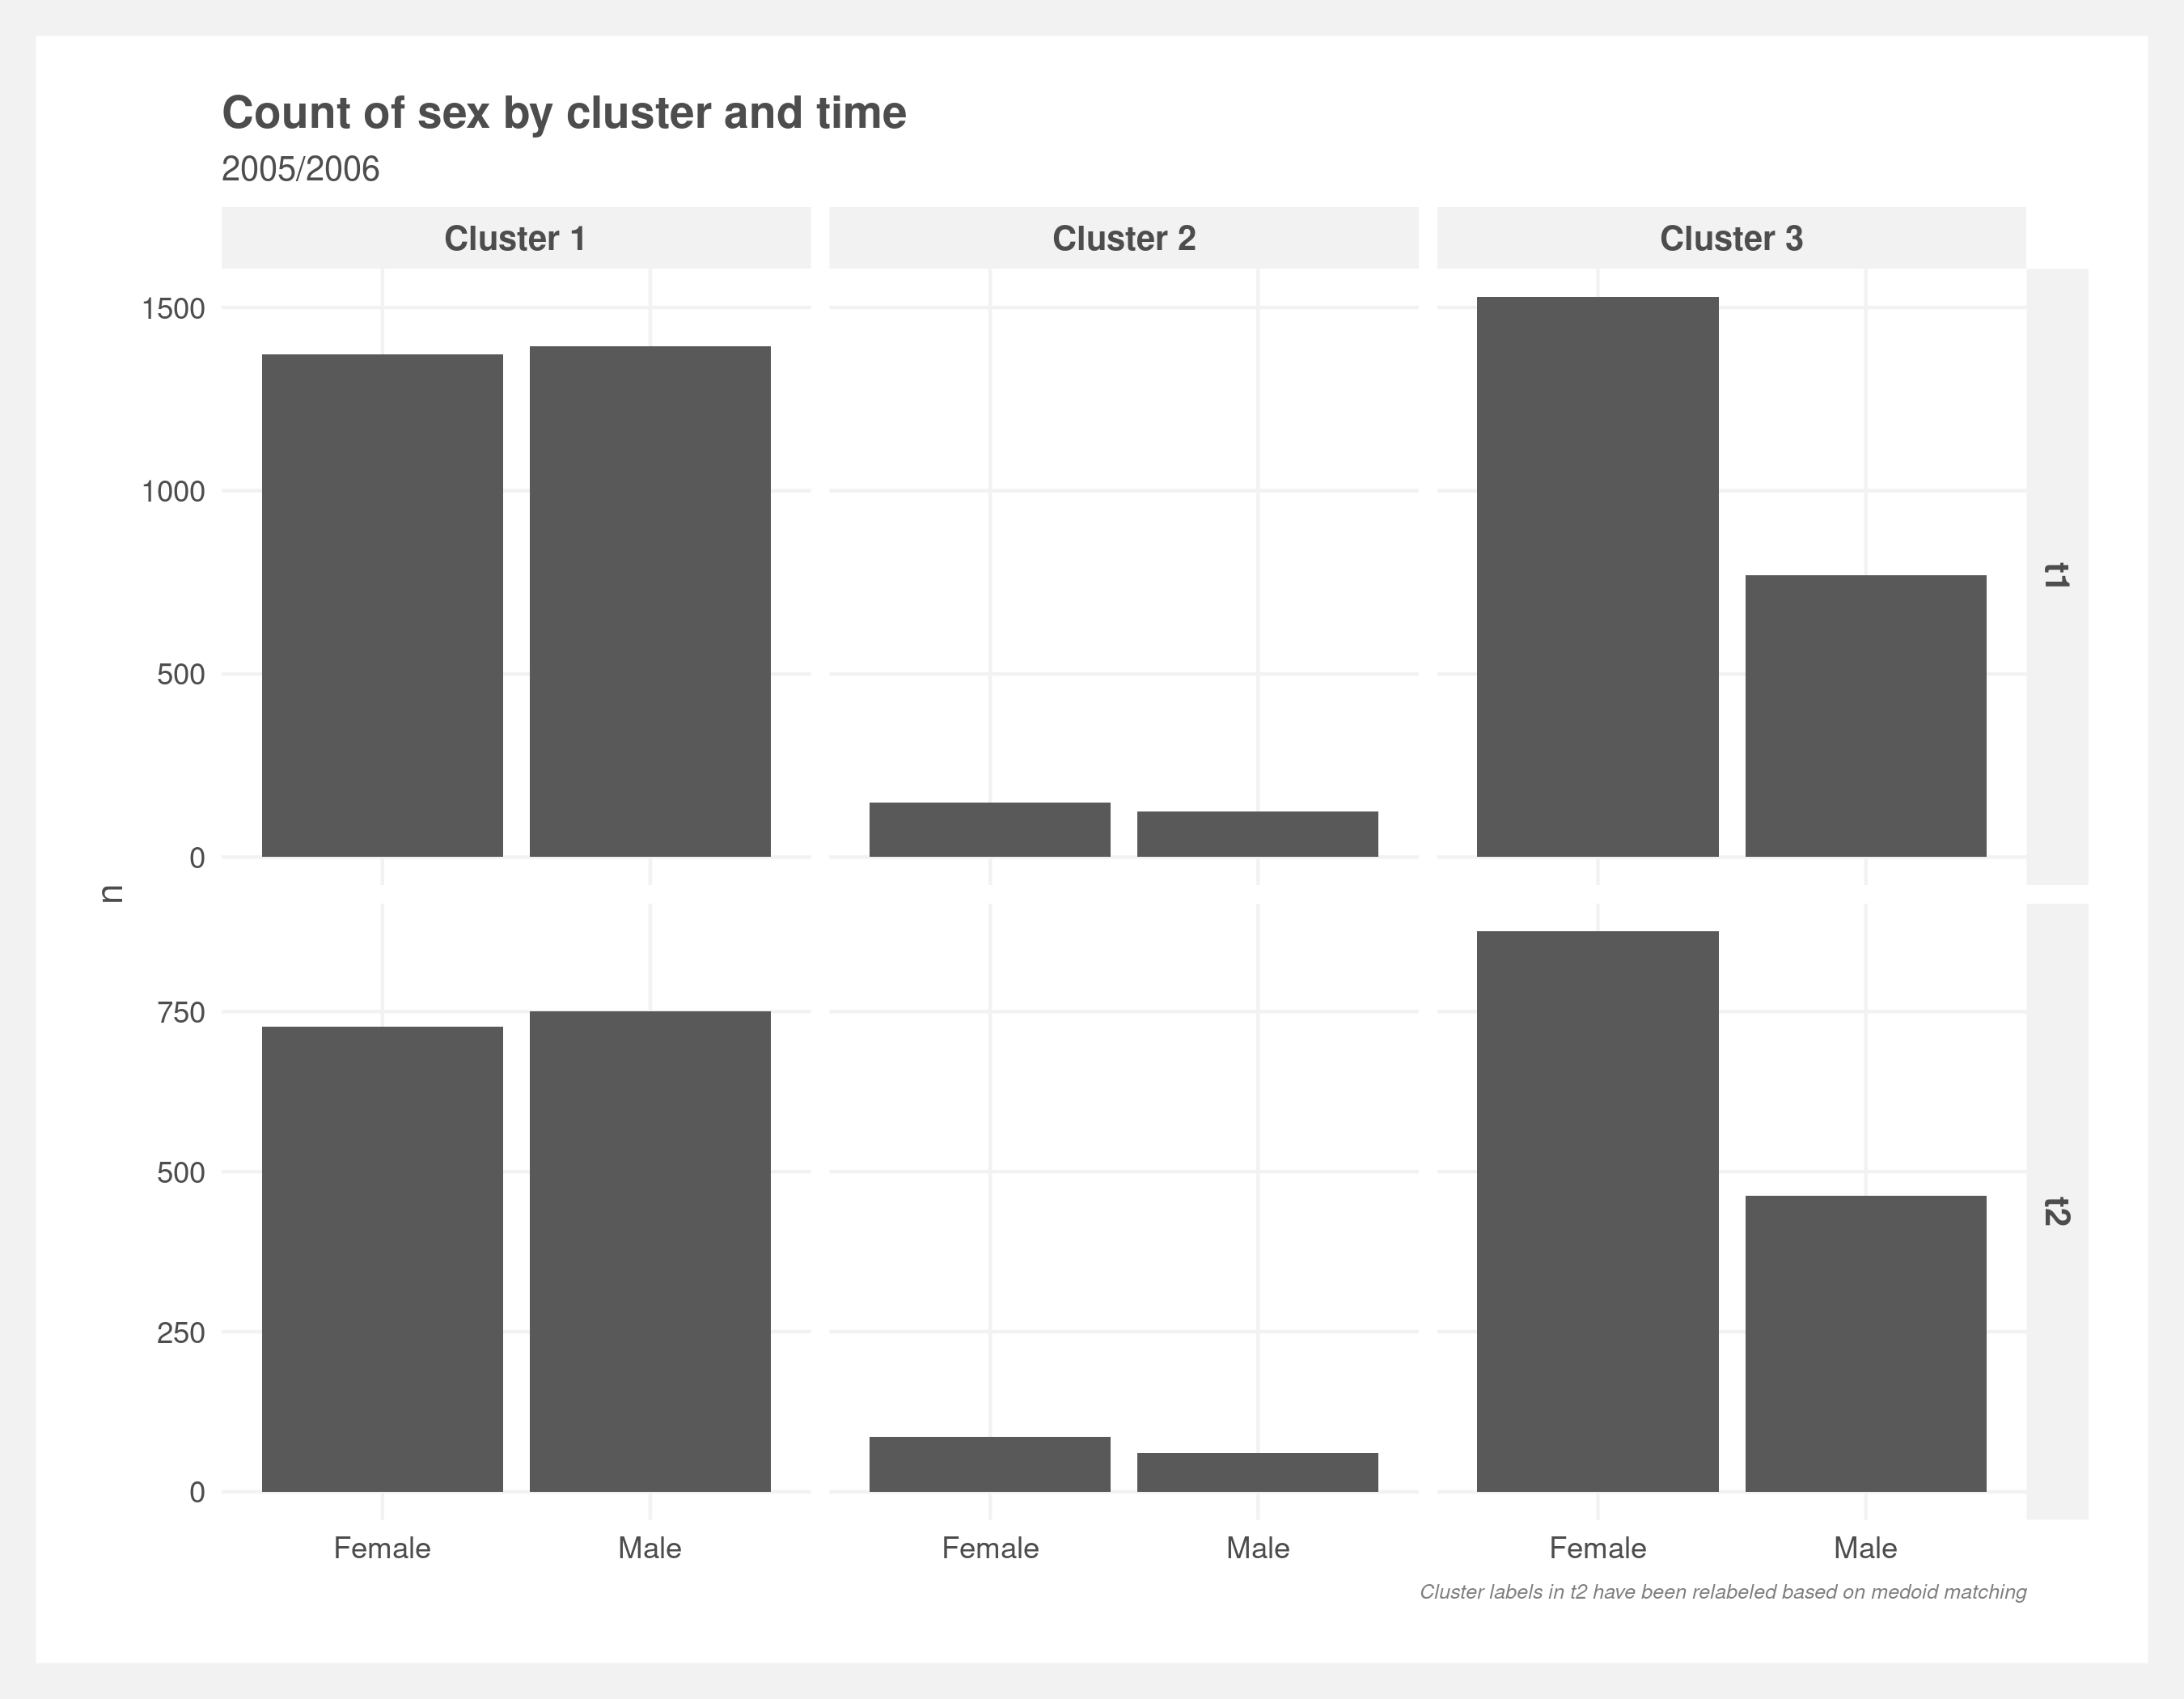 Count of sex by cluster and time
2005/2006
Cluster 1 Cluster 2 Cluster 3
1500
1000
500
0
t1
n
750
500
250
0
t2
Female Male Female Male Female Male
Cluster labels in t2 have been relabeled based on medoid matching